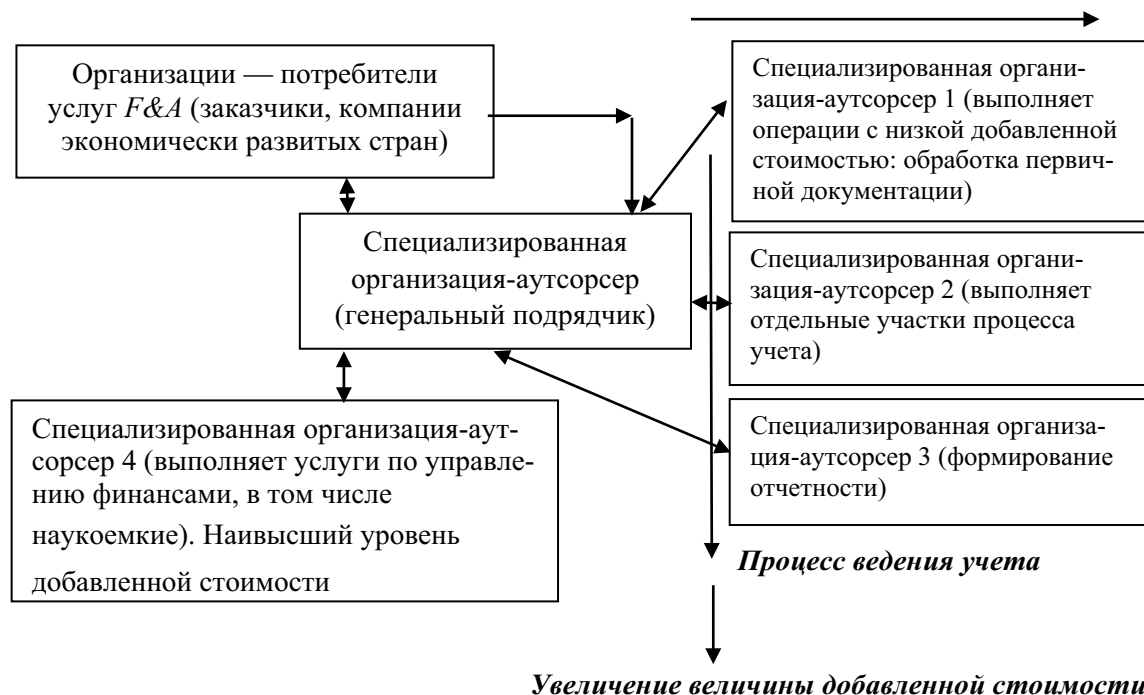 Организации — потребители
услуг F&A (заказчики, компании
экономически развитых стран)
Специализированная органи-
зация-аутсорсер 1 (выполняет
операции с низкой добавленной
стоимостью: обработка первич-
ной документации)
Специализированная
организация-аутсорсер
(генеральный подрядчик)
Специализированная органи-
зация-аутсорсер 2 (выполняет
отдельные участки процесса
учета)
Специализированная организация-аут-
сорсер 4 (выполняет услуги по управле-
нию финансами, в том числе
наукоемкие). Наивысший уровень
добавленной стоимости
Специализированная организа-
ция-аутсорсер 3 (формирование
отчетности)
Процесс ведения учета
Увеличение величины добавленной стоимости